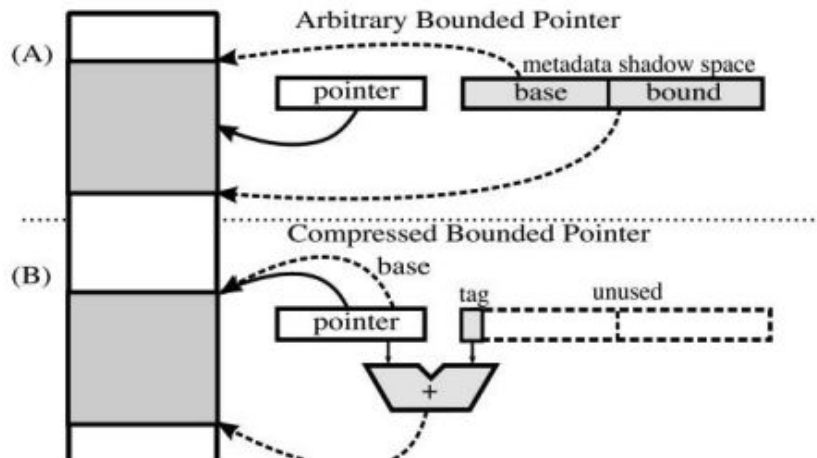 Arbitrary Bounded Pointer
(A)
metadata shadow space
pointer
base
bound
Compressed Bounded Pointer
(B)
base
tag
unused
pointer
+